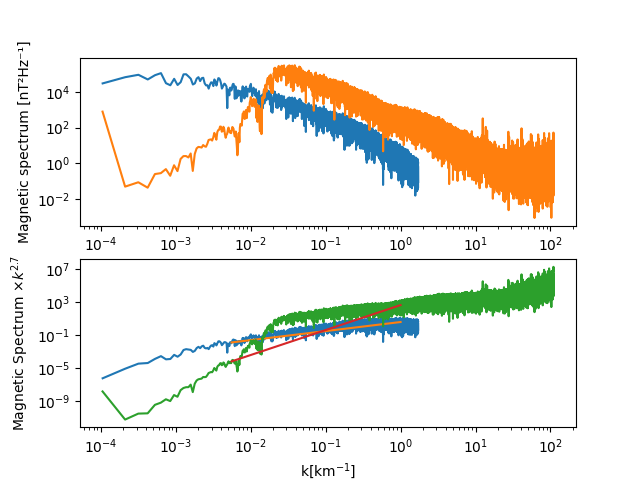 Magnetic spectrum [nT²Hz⁻¹]
10⁴
10²
10⁰
10⁻²
10⁻⁴ 10⁻³ 10⁻² 10⁻¹ 10⁰ 10¹ 10²
Magnetic Spectrum ×k^2.7
10⁷
10³
10⁻¹
10⁻⁵
10⁻⁹
10⁻⁴ 10⁻³ 10⁻² 10⁻¹ 10⁰ 10¹ 10²
k[km⁻¹]